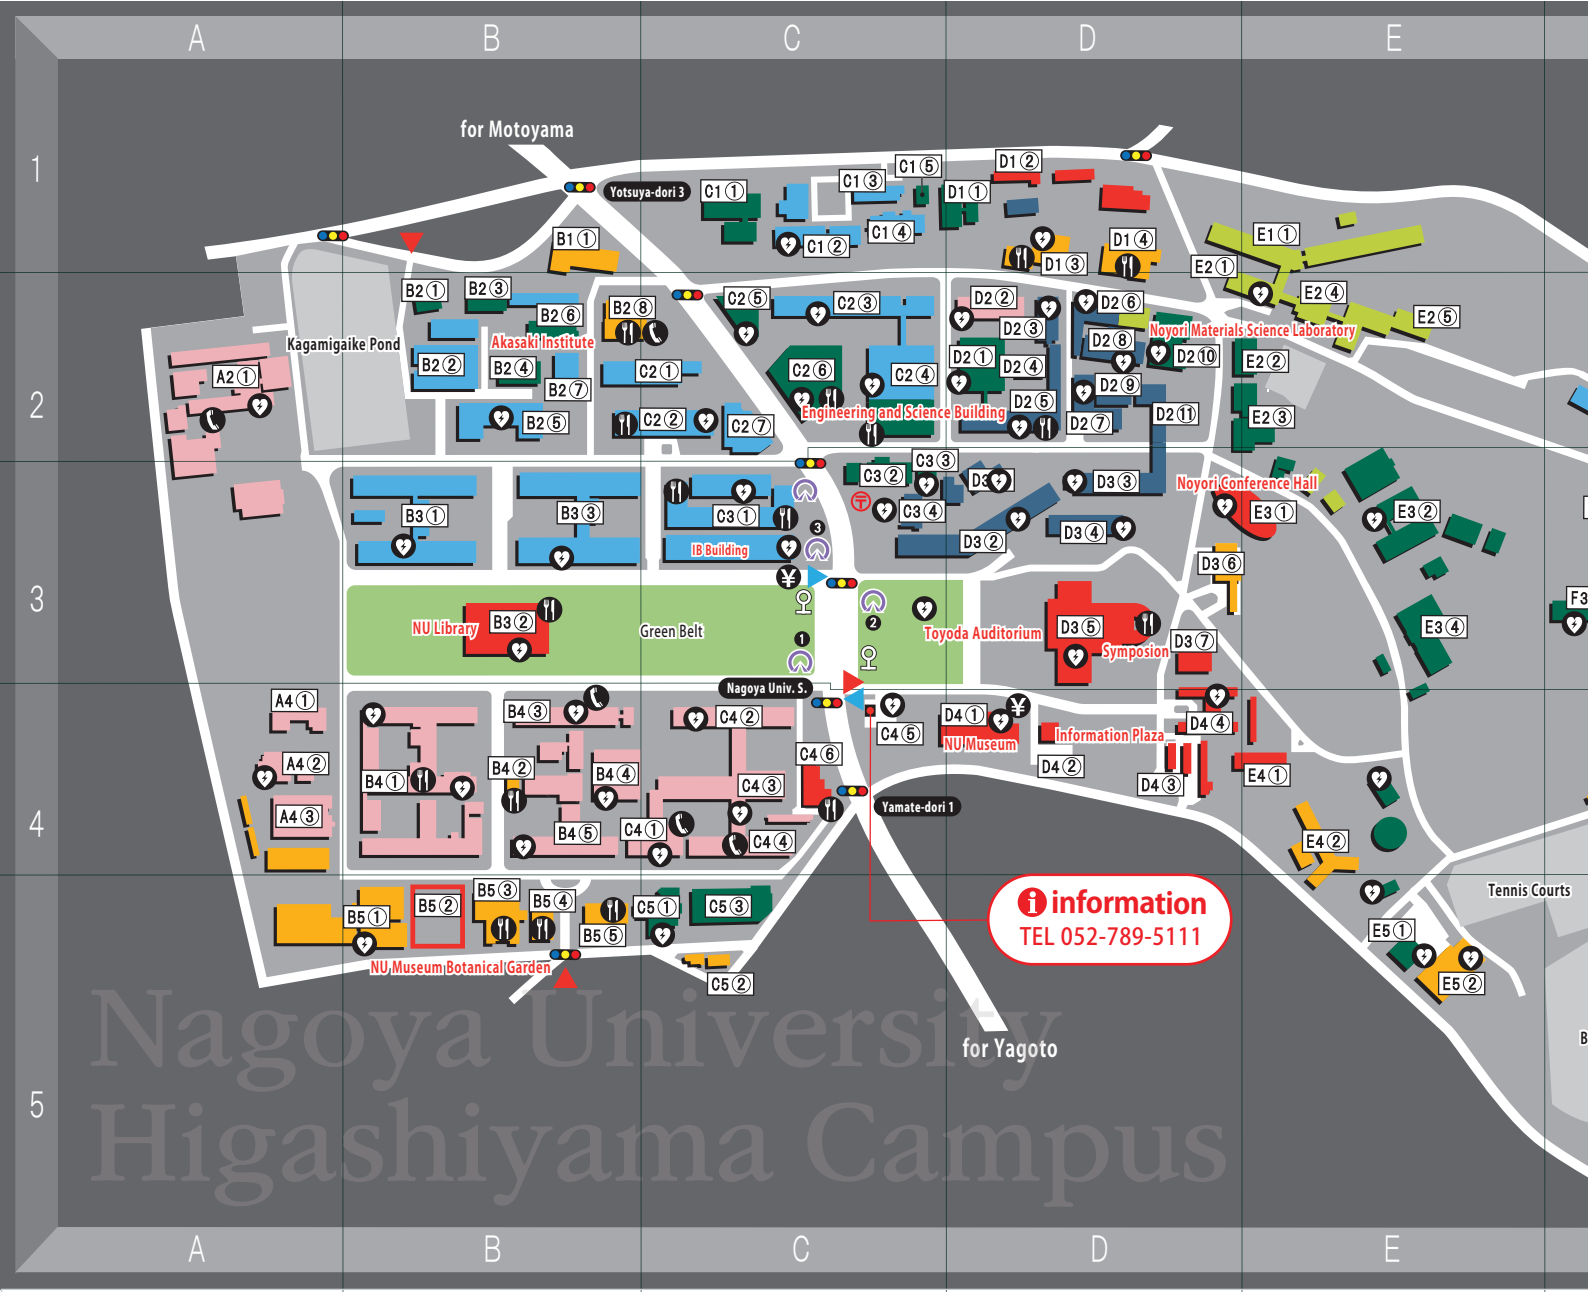 A
B
C
D
E
1
for Motoyama
Yotsuya-dori 3
C1①
C1③
C1⑤
D1①
D1②
C1②
C1④
B1①
D1③
D1④
E1①
E2①
B2①
B2③
B2⑥
B2⑧
C2⑤
C2③
D2②
D2③
D2⑥
E2④
E2⑤
Noyori Materials Science Laboratory
Kagamigaike Pond
Akasaki Institute
A2①
B2②
B2④
B2⑦
C2①
C2⑥
C2④
D2①
D2④
D2⑧
D2⑩
E2②
2
B2⑤
C2②
C2⑦
Engineering and Science Building
D2⑤
D2⑨
D2⑦
D2⑪
E2③
C3②
C3③
D3
D3③
Noyori Conference Hall
B3①
B3③
C3①
C3④
E3①
E3②
IB Building
3
D3②
D3④
¥
D3⑥
3
NU Library
B3②
Green Belt
1
2
Toyoda Auditorium
D3⑤
Symposion
D3⑦
E3④
F3
Nagoya Univ. S.
A4①
B4③
C4②
C4⑤
D4①
NU Museum
¥
Information Plaza
D4④
A4②
B4①
B4②
B4④
C4⑥
C4③
D4②
D4③
E4①
Yamate-dori 1
4
A4③
B4⑤
C4①
C4④
E4②
Tennis Courts
B5①
B5②
B5③
B5④
B5⑤
C5①
C5③
i information
TEL 052-789-5111
E5①
E5②
NU Museum Botanical Garden
C5②
Nagoya University
for Yagoto
B
5
Higashiyama Campus
A
B
C
D
E